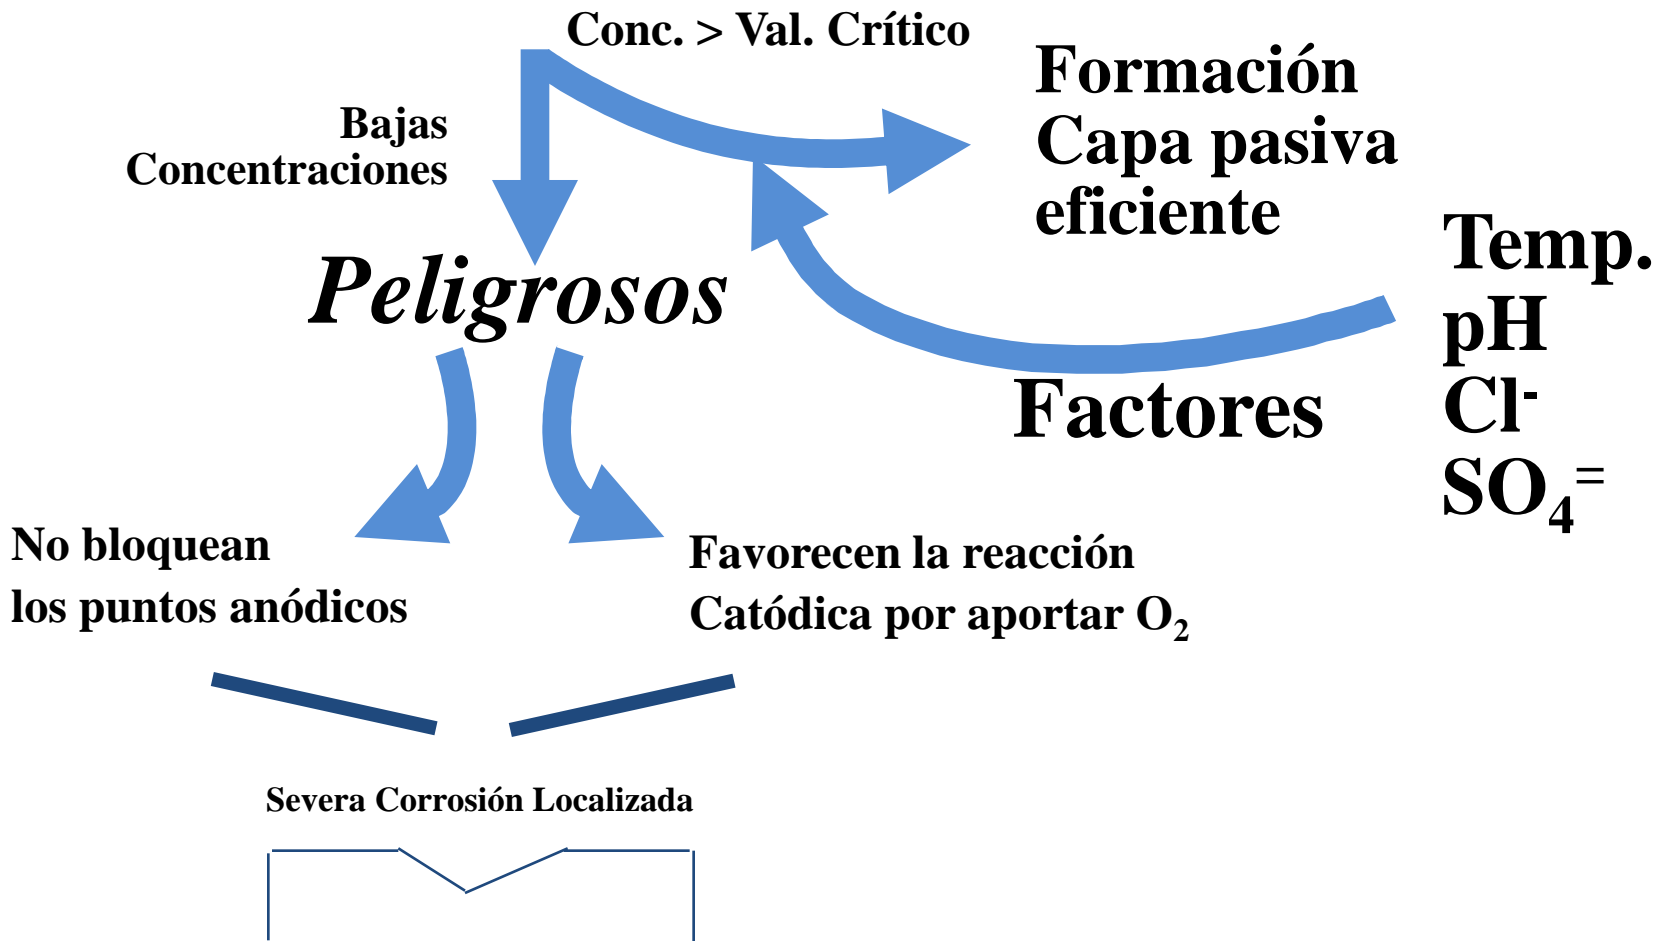 Conc. > Val. Crítico
Formación
Capa pasiva
eficiente
Bajas
Concentraciones
Peligrosos
Temp.
pH
Cl-
SO4=
Factores
No bloquean
los puntos anódicos
Favorecen la reacción
Catódica por aportar O2
Severa Corrosión Localizada